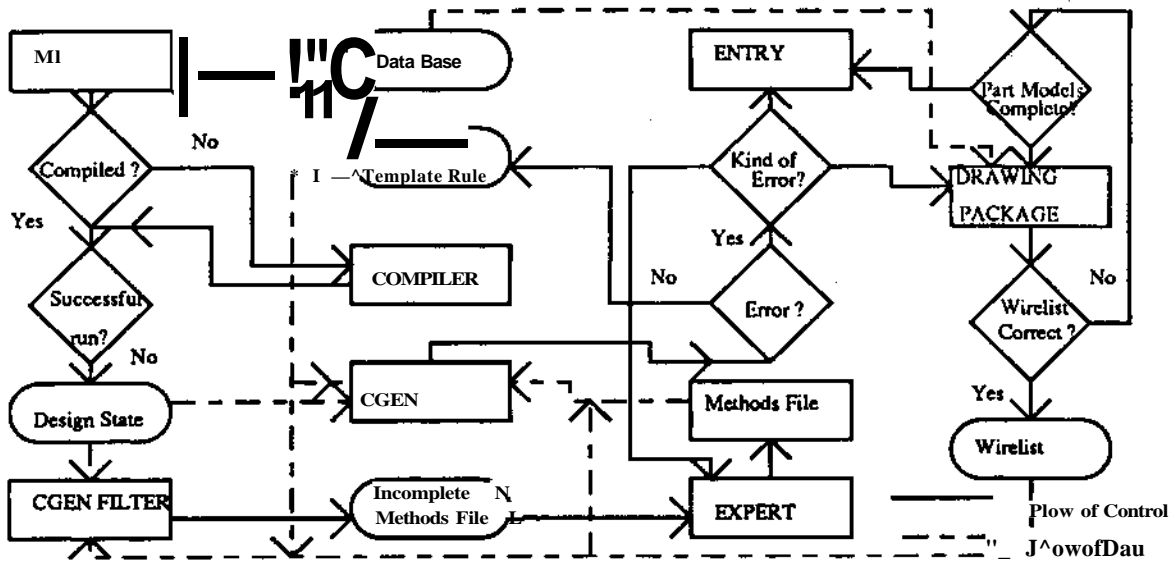 M1
Data Base
ENTRY
Part Models
Complete?
No
Compiled ?
Kind of
Error?
Template Rule
DRAWING
PACKAGE
Yes
Yes
COMPILER
No
No
Successful
run?
Error ?
Wirelist
Correct ?
No
CGEN
Methods File
Yes
Design State
Wirelist
CGEN FILTER
Incomplete
Methods File
EXPERT
Plow of Control
J^owofDau